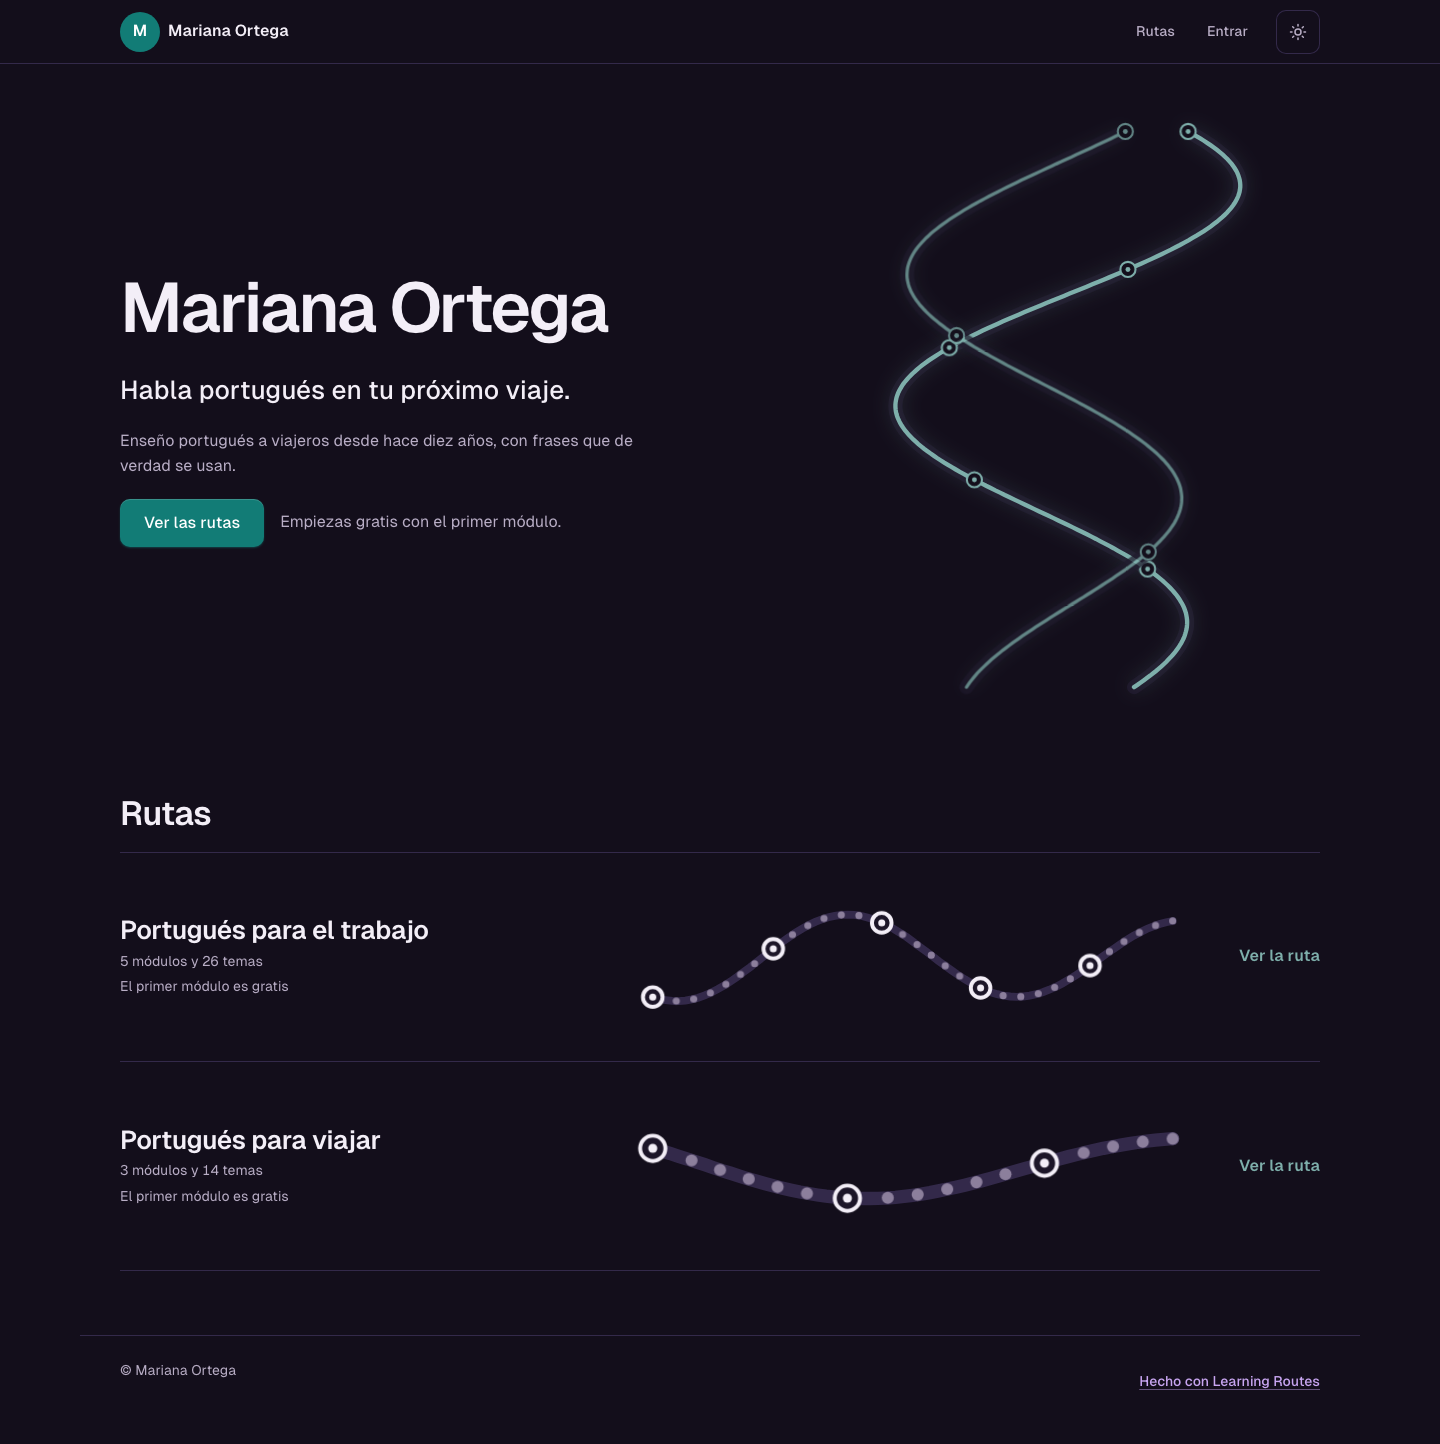 M Mariana Ortega
Rutas Entrar
Mariana Ortega
Habla portugués en tu próximo viaje.
Enseño portugués a viajeros desde hace diez años, con frases que de
verdad se usan.
Ver las rutas
Empiezas gratis con el primer módulo.
Rutas
Portugués para el trabajo
5 módulos y 26 temas
El primer módulo es gratis
Ver la ruta
Portugués para viajar
3 módulos y 14 temas
El primer módulo es gratis
Ver la ruta
© Mariana Ortega
Hecho con Learning Routes